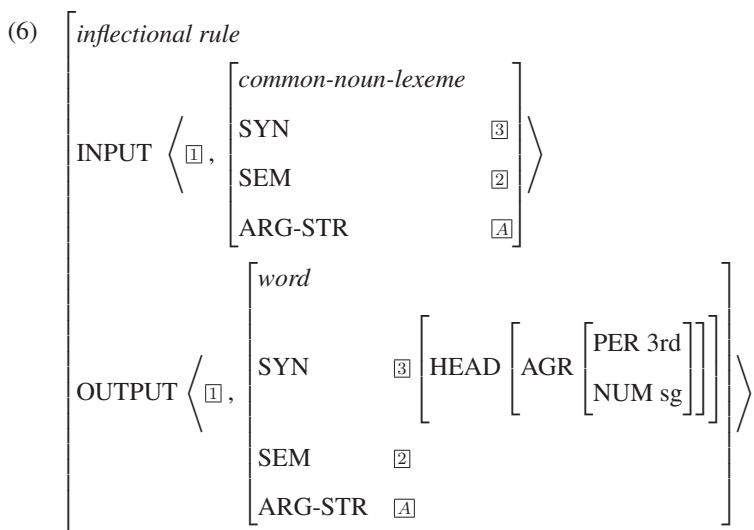 (6)
inflectional rule
INPUT ⟨ 1 ,
common-noun-lexeme
SYN 3
SEM 2
ARG-STR A
⟩
OUTPUT ⟨ 1 ,
word
SYN 3 [HEAD [AGR [PER 3rd
NUM sg]]]
SEM 2
ARG-STR A
⟩